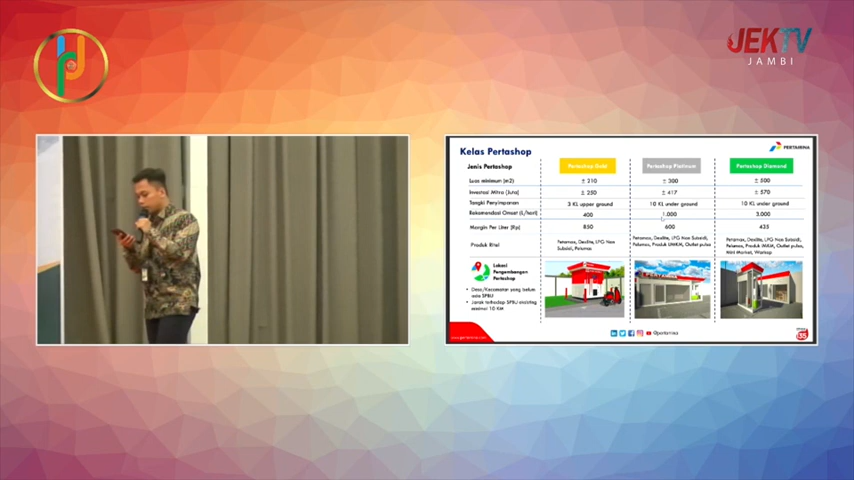 JEKTV
JAMBI
Kelas Pertashop
PERTAMINA
Jenis Pertashop
Pertashop Gold
Pertashop Platinum
Pertashop Diamond
Luas minimum (m2)
± 210
± 300
± 500
Investasi Mitra (Juta)
± 250
± 417
± 570
Tangki Penyimpanan
3 KL upper ground
10 KL under ground
10 KL under ground
Rekomendasi Omset (L/hari)
400
1.000
3.000
Margin Per Liter (Rp)
850
600
435
Produk Ritel
Pertamax, Dexlite, LPG Non
Subsidi, Pelumas
Pertamax, Dexlite, LPG Non Subsidi,
Pelumas, Produk UMKM, Outlet pulsa
Pertamax, Dexlite, LPG Non Subsidi,
Pelumas, Produk UMKM, Outlet pulsa,
Mini Market, Warkop
Lokasi
Pengembangan
Pertashop
• Desa/Kecamatan yang belum
ada SPBU
• Jarak terhadap SPBU existing
10 KM
www.pertamina.com
@pertamina
135